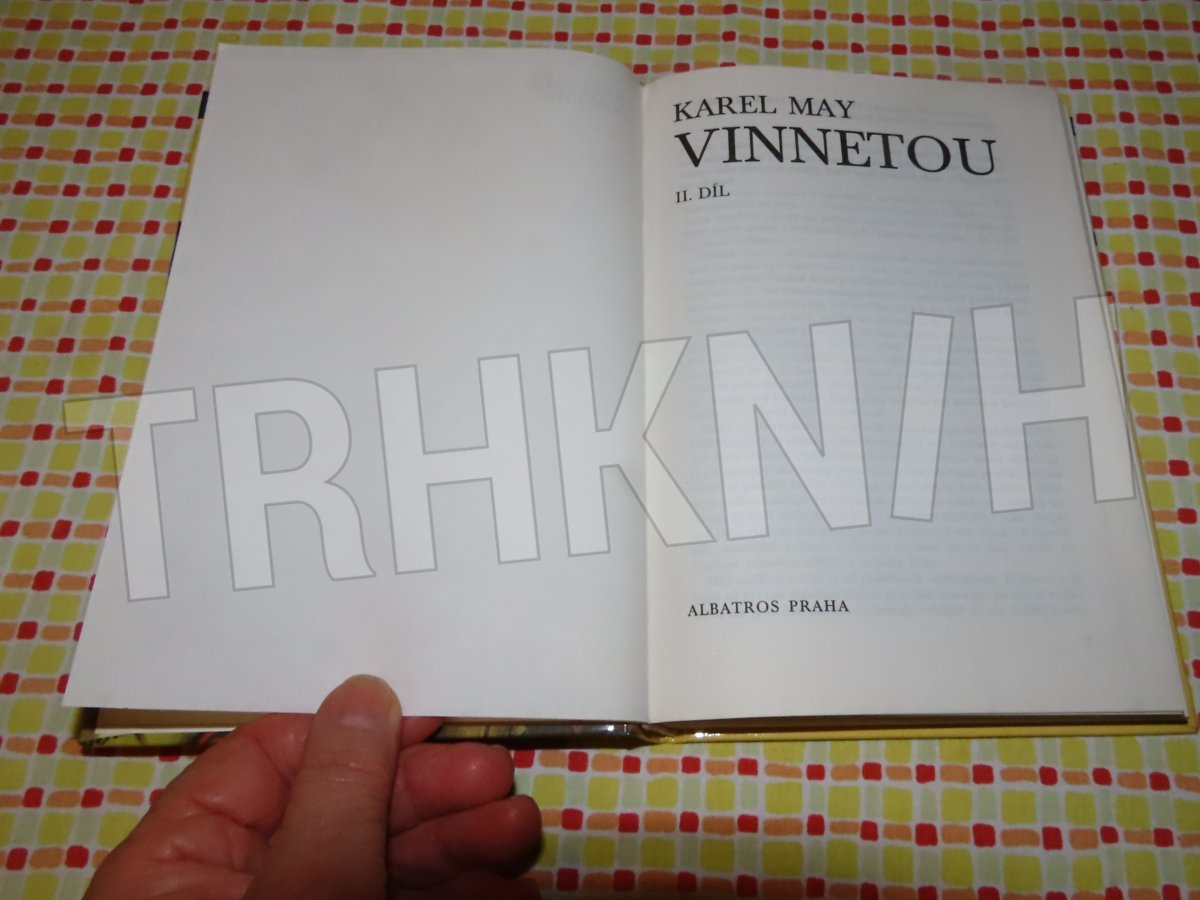 KAREL MAY
VINNETOU
II. DÍL
TRHKNIH
ALBATROS PRAHA